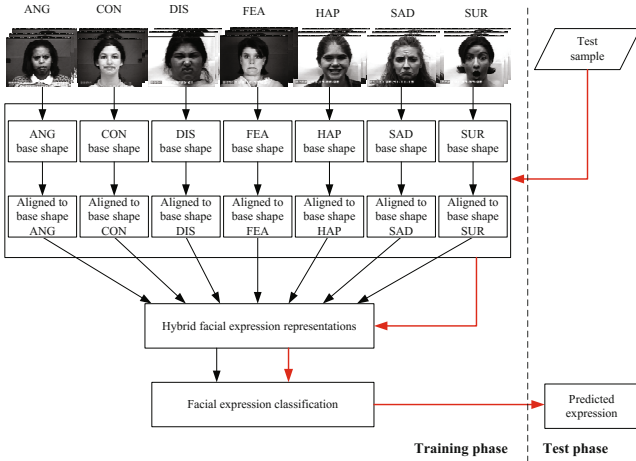 ANG CON DIS FEA HAP SAD SUR
Test
sample
ANG CON DIS FEA HAP SAD SUR
base shape base shape base shape base shape base shape base shape base shape
Aligned to Aligned to Aligned to Aligned to Aligned to Aligned to Aligned to
base shape base shape base shape base shape base shape base shape base shape
ANG CON DIS FEA HAP SAD SUR
Hybrid facial expression representations
Facial expression classification
Predicted
expression
Training phase Test phase